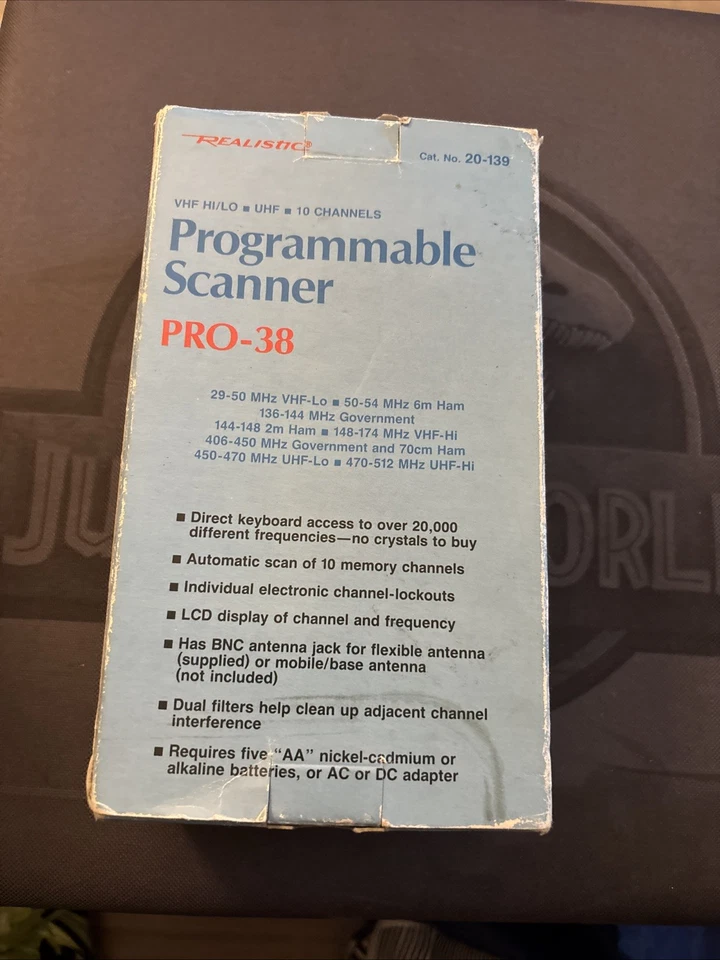 REALISTIC®
Cat. No. 20-139
VHF HI/LO ■ UHF ■ 10 CHANNELS
Programmable
Scanner
PRO-38
29-50 MHz VHF-Lo ■ 50-54 MHz 6m Ham
136-144 MHz Government
144-148 2m Ham ■ 148-174 MHz VHF-Hi
406-450 MHz Government and 70cm Ham
450-470 MHz UHF-Lo ■ 470-512 MHz UHF-Hi
■ Direct keyboard access to over 20,000
different frequencies—no crystals to buy
■ Automatic scan of 10 memory channels
■ Individual electronic channel-lockouts
■ LCD display of channel and frequency
■ Has BNC antenna jack for flexible antenna
(supplied) or mobile/base antenna
(not included)
■ Dual filters help clean up adjacent channel
interference
■ Requires five "AA" nickel-cadmium or
alkaline batteries, or AC or DC adapter